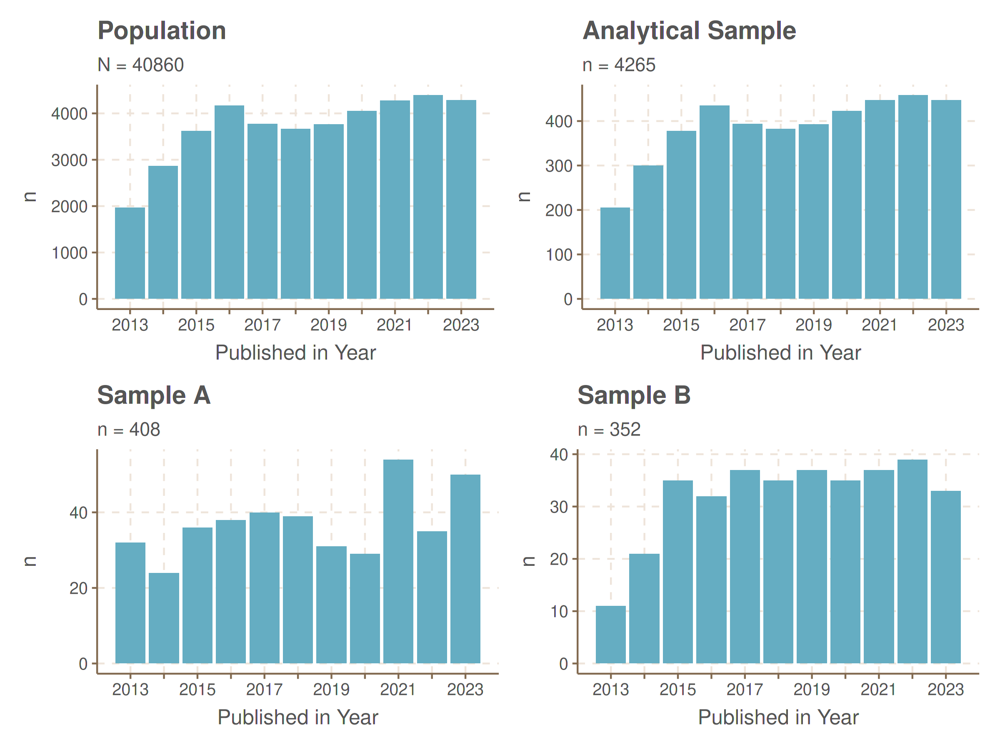 Population
N = 40860
n
4000
3000
2000
1000
0
2013 2015 2017 2019 2021 2023
Published in Year
Analytical Sample
n = 4265
n
400
300
200
100
0
2013 2015 2017 2019 2021 2023
Published in Year
Sample A
n = 408
n
40
20
0
2013 2015 2017 2019 2021 2023
Published in Year
Sample B
n = 352
n
40
30
20
10
0
2013 2015 2017 2019 2021 2023
Published in Year